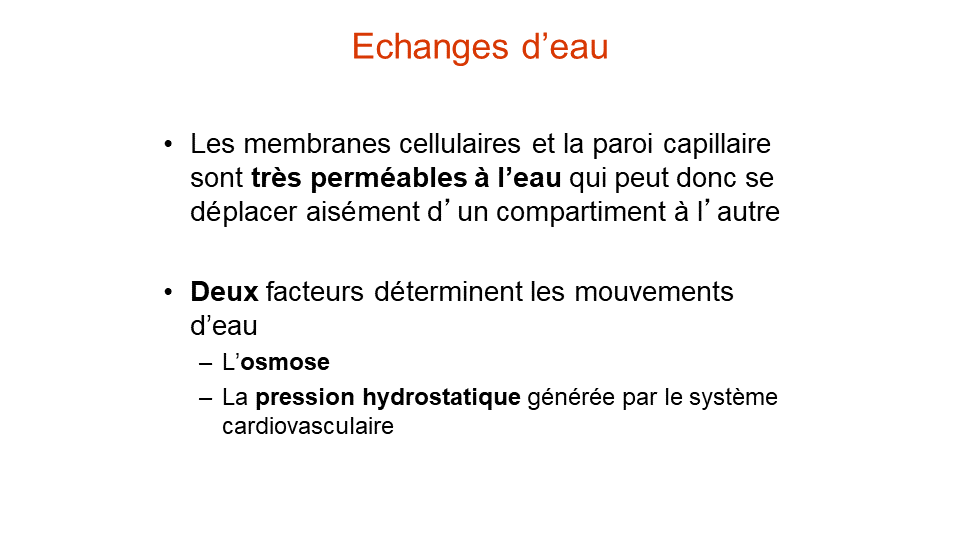 Echanges d’eau
• Les membranes cellulaires et la paroi capillaire
sont très perméables à l’eau qui peut donc se
déplacer aisément d’un compartiment à l’autre
• Deux facteurs déterminent les mouvements
d’eau
– L’osmose
– La pression hydrostatique générée par le système
cardiovasculaire